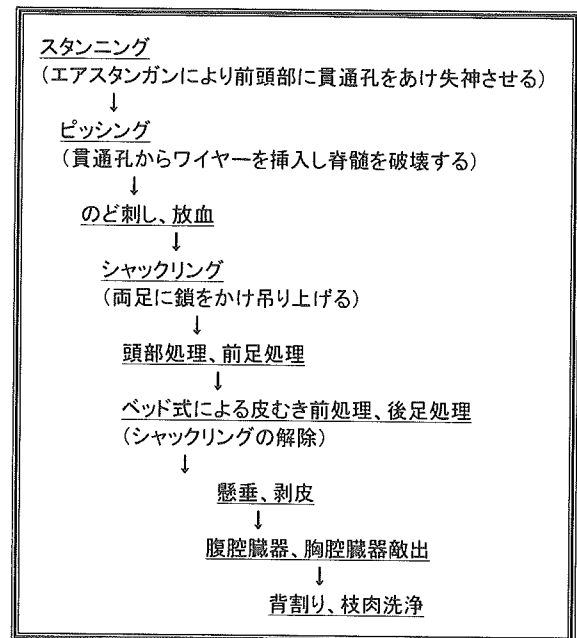 スタンニング
(エアスタンガンにより前頭部に貫通孔をあけ失神させる)
↓
ピッシング
(貫通孔からワイヤーを挿入し脊髄を破壊する)
↓
のど刺し、放血
↓
シャックリング
(両足に鎖をかけ吊り上げる)
↓
頭部処理、前足処理
↓
ベッド式による皮むき前処理、後足処理
(シャックリングの解除)
↓
懸垂、剥皮
↓
腹腔臓器、胸腔臓器敵出
↓
背割り、枝肉洗浄